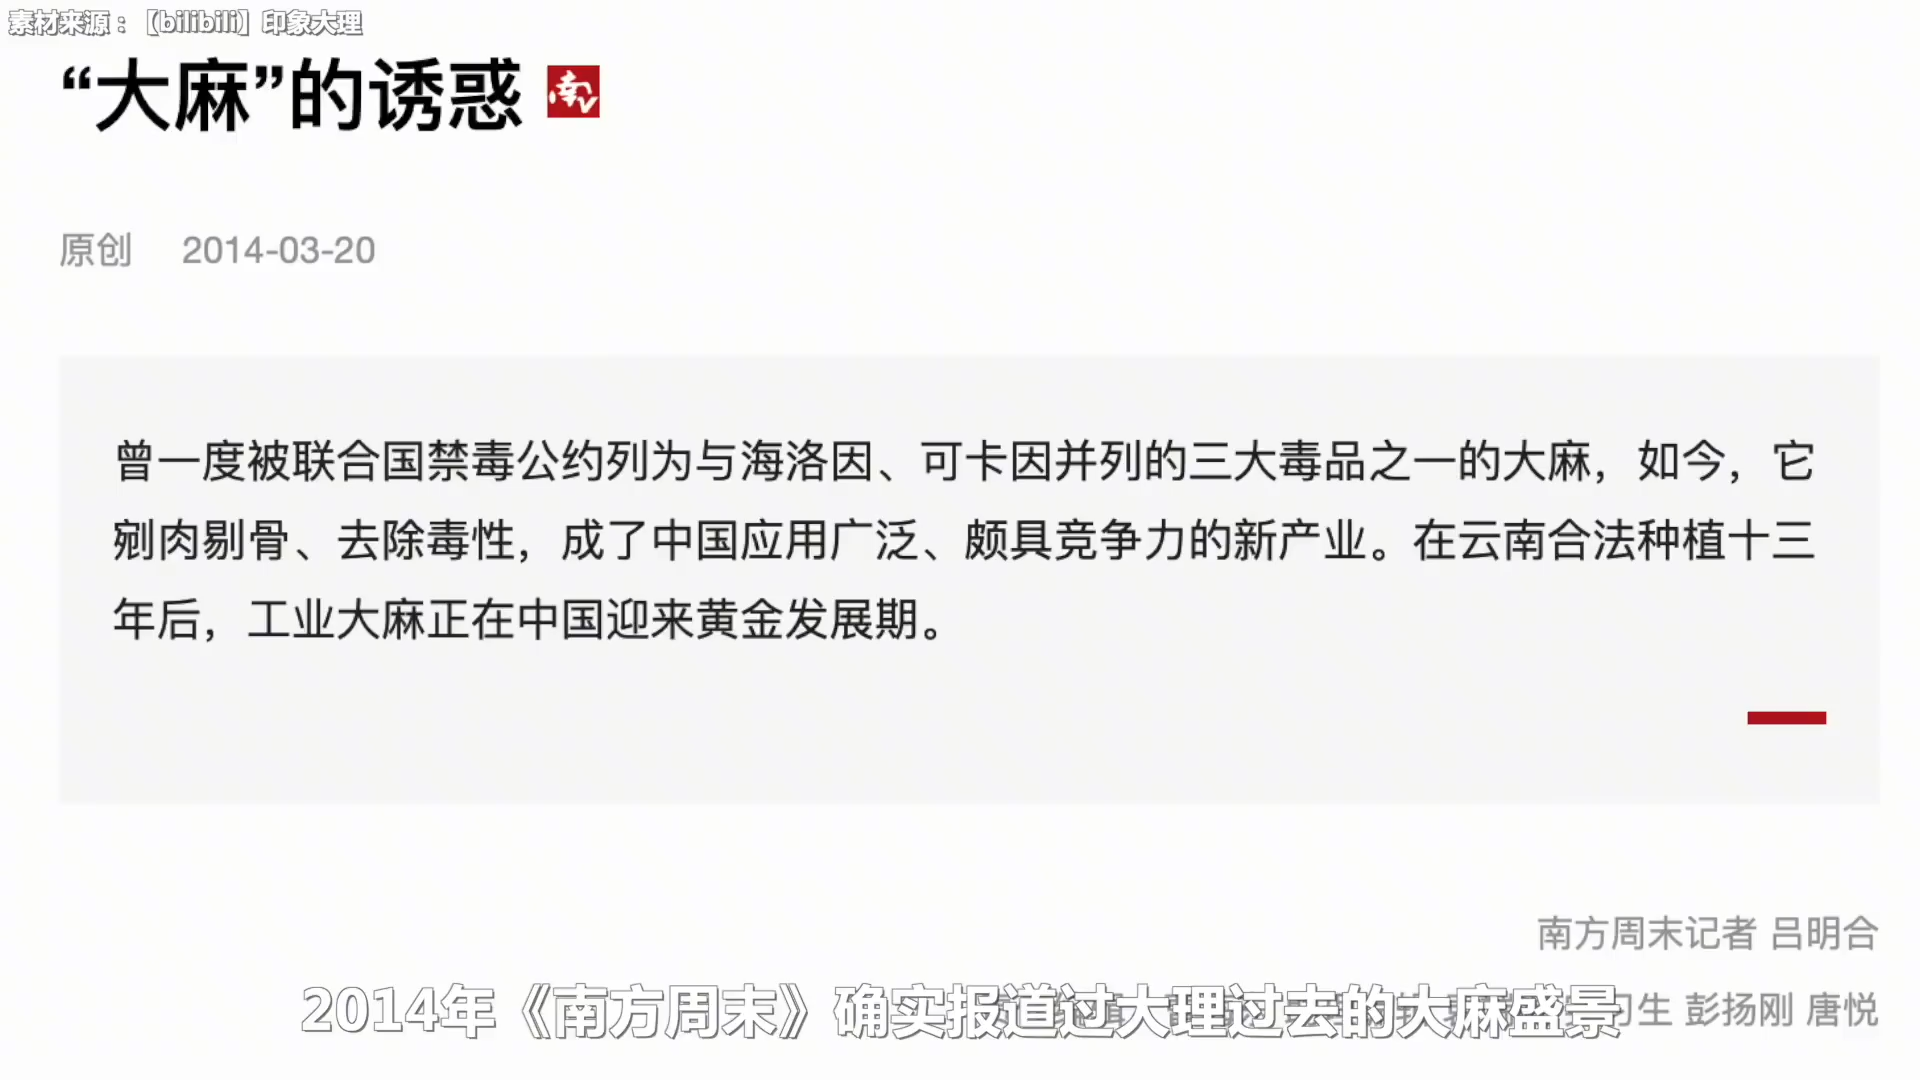 素材来源：【bilibili】印象大理
“大麻”的诱惑
原创 2014-03-20
曾一度被联合国禁毒公约列为与海洛因、可卡因并列的三大毒品之一的大麻，如今，它
剜肉剔骨、去除毒性，成了中国应用广泛、颇具竞争力的新产业。在云南合法种植十三
年后，工业大麻正在中国迎来黄金发展期。
南方周末记者 吕明合
2014年《南方周末》确实报道过大理过去的大麻盛景
习生 彭扬刚 唐悦